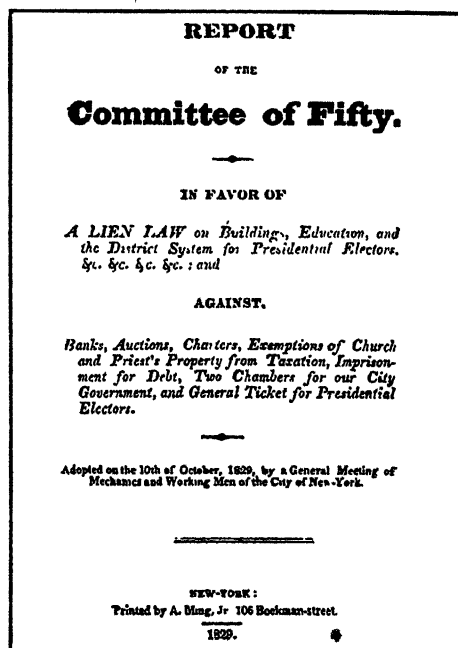 REPORT
OF THE
Committee of Fifty.
IN FAVOR OF
A LIEN LAW on Buildings, Education, and
the District System for Presidential Electors.
&c. &c. &c. &c. : and
AGAINST.
Banks, Auctions, Charters, Exemptions of Church
and Priest's Property from Taxation, Imprison-
ment for Debt, Two Chambers for our City
Government, and General Ticket for Presidential
Electors.
Adopted on the 10th of October, 1829, by a General Meeting of
Mechanics and Working Men of the City of New-York.
NEW-YORK:
Printed by A. Ming, Jr 106 Beekman-street.
1829.